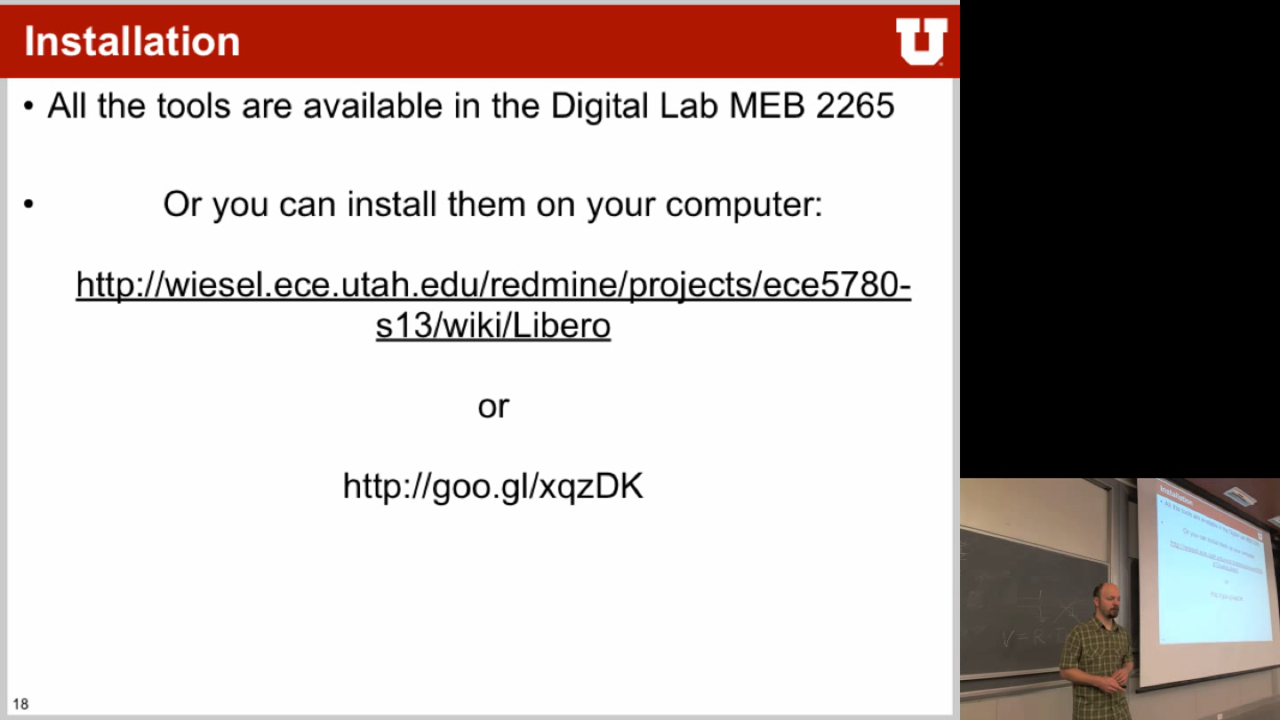 Installation
U
• All the tools are available in the Digital Lab MEB 2265
• Or you can install them on your computer:
http://wiesel.ece.utah.edu/redmine/projects/ece5780-
s13/wiki/Libero
or
http://goo.gl/xqzDK
18
Installation
V=R